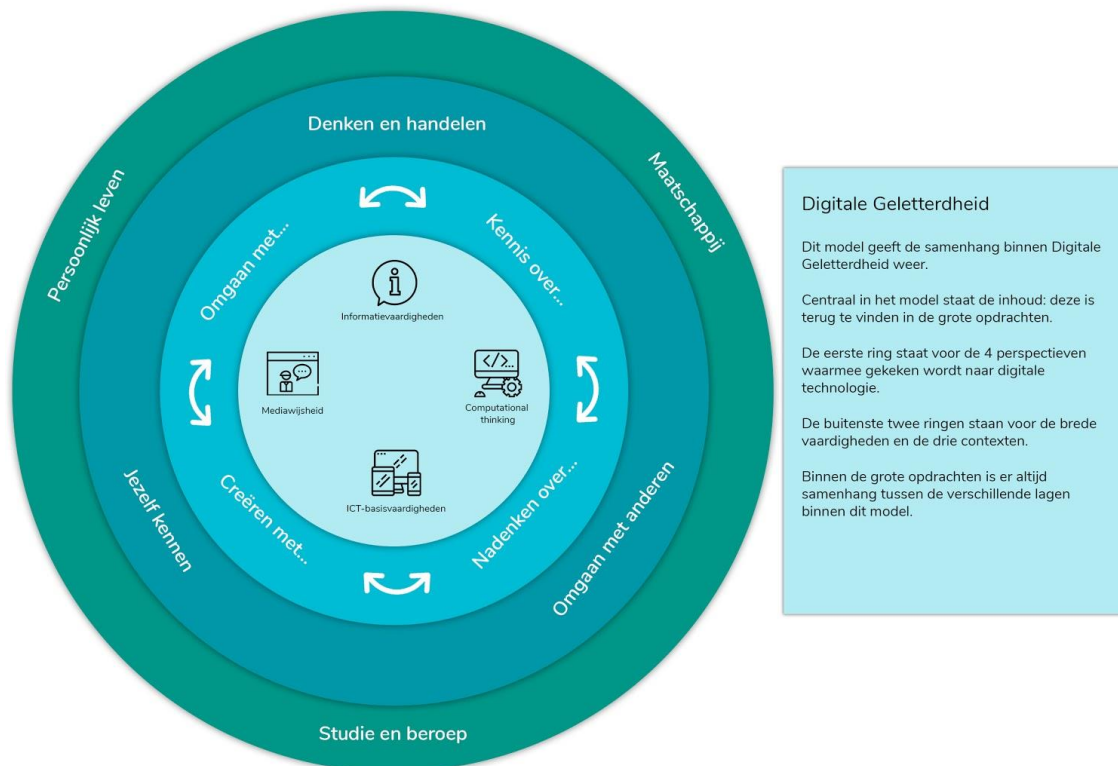 Denken en handelen
Persoonlijk leven
Maatschappij
Omgaan met...
Kennis over...
Informatievaardigheden
Mediawijsheid
</>...
Computational
thinking
ICT-basisvaardigheden
Creëren met...
Nadenken over...
Jezelf kennen
Omgaan met anderen
Studie en beroep
Digitale Geletterdheid
Dit model geeft de samenhang binnen Digitale
Geletterdheid weer.
Centraal in het model staat de inhoud: deze is
terug te vinden in de grote opdrachten.
De eerste ring staat voor de 4 perspectieven
waarmee gekeken wordt naar digitale
technologie.
De buitenste twee ringen staan voor de brede
vaardigheden en de drie contexten.
Binnen de grote opdrachten is er altijd
samenhang tussen de verschillende lagen
binnen dit model.